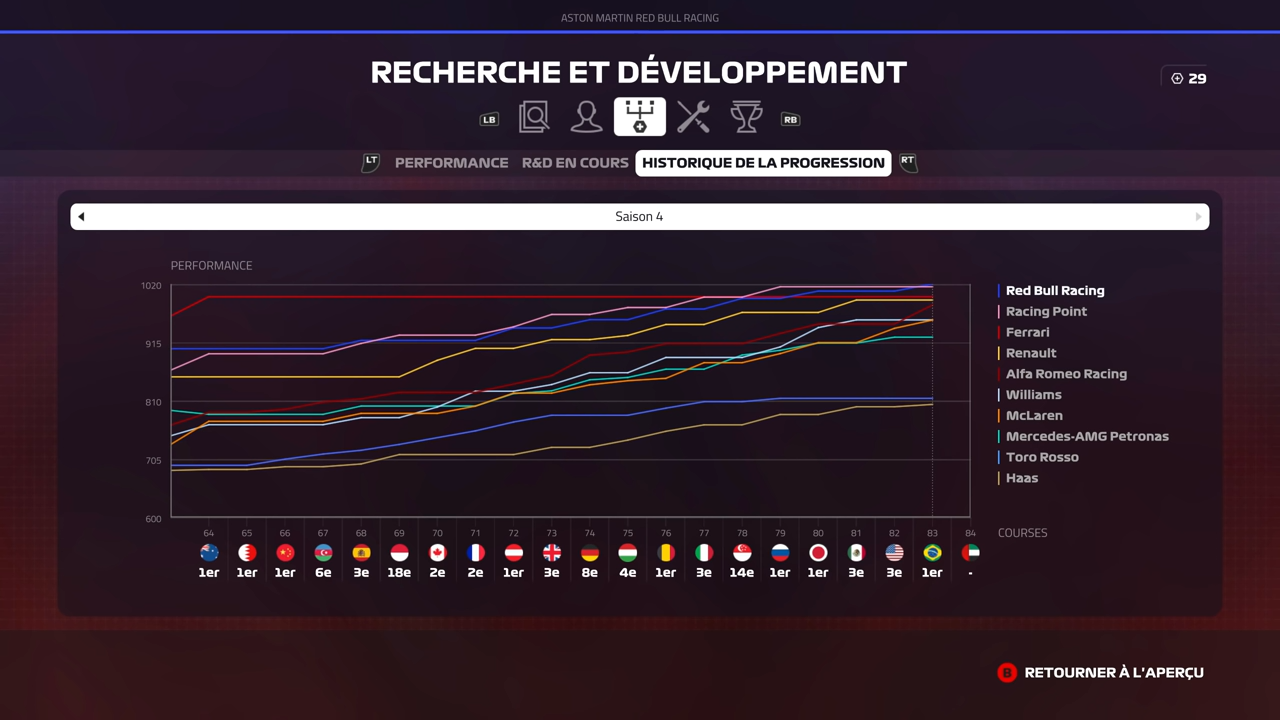 ASTON MARTIN RED BULL RACING
RECHERCHE ET DÉVELOPPEMENT
29
LB
RB
LT PERFORMANCE R&D EN COURS HISTORIQUE DE LA PROGRESSION RT
Saison 4
PERFORMANCE
1020
915
810
705
600
Red Bull Racing
Racing Point
Ferrari
Renault
Alfa Romeo Racing
Williams
McLaren
Mercedes-AMG Petronas
Toro Rosso
Haas
64 65 66 67 68 69 70 71 72 73 74 75 76 77 78 79 80 81 82 83 84 COURSES
1er 1er 1er 6e 3e 18e 2e 2e 1er 3e 8e 4e 1er 3e 14e 1er 1er 3e 3e 1er -
B RETOURNER À L'APERÇU